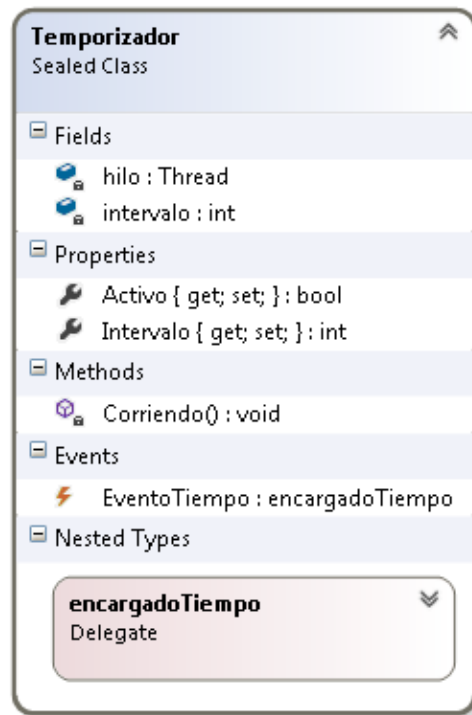 Temporizador
Sealed Class
Fields
hilo : Thread
intervalo : int
Properties
Activo { get; set; } : bool
Intervalo { get; set; } : int
Methods
Corriendo() : void
Events
EventoTiempo : encargadoTiempo
Nested Types
encargadoTiempo
Delegate